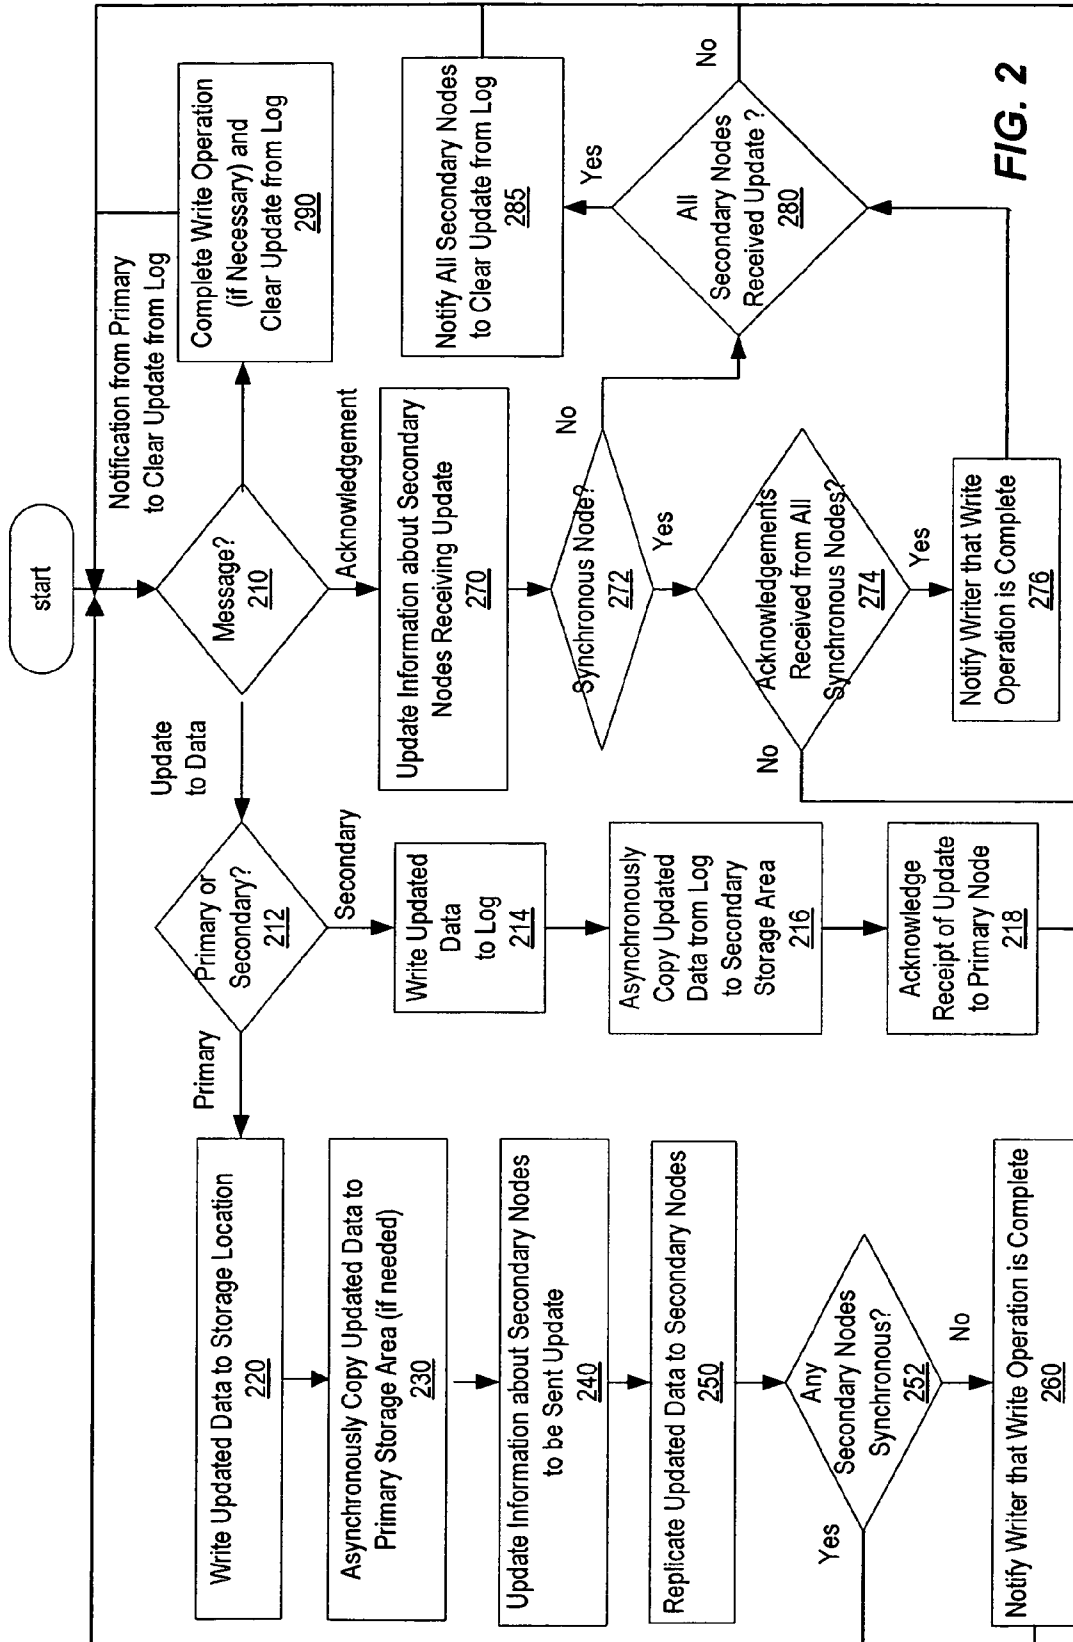 start
Notification from Primary
to Clear Update from Log
Message?
210
Update
to Data
Acknowledgement
Complete Write Operation
(if Necessary) and
Clear Update from Log
290
Primary or
Secondary?
212
Primary
Secondary
Write Updated Data to Storage Location
220
Asynchronously Copy Updated Data to
Primary Storage Area (if needed)
230
Update Information about Secondary Nodes
to be Sent Update
240
Replicate Updated Data to Secondary Nodes
250
Any
Secondary Nodes
Synchronous?
252
Yes
No
Notify Writer that Write Operation is Complete
260
Write Updated
Data
to Log
214
Asynchronously
Copy Updated
Data from Log
to Secondary
Storage Area
216
Acknowledge
Receipt of Update
to Primary Node
218
Update Information about Secondary
Nodes Receiving Update
270
Synchronous Node?
272
No
Yes
Acknowledgements
Received from All
Synchronous Nodes?
274
No
Yes
Notify Writer that Write
Operation is Complete
276
All
Secondary Nodes
Received Update ?
280
Yes
No
Notify All Secondary Nodes
to Clear Update from Log
285
FIG. 2